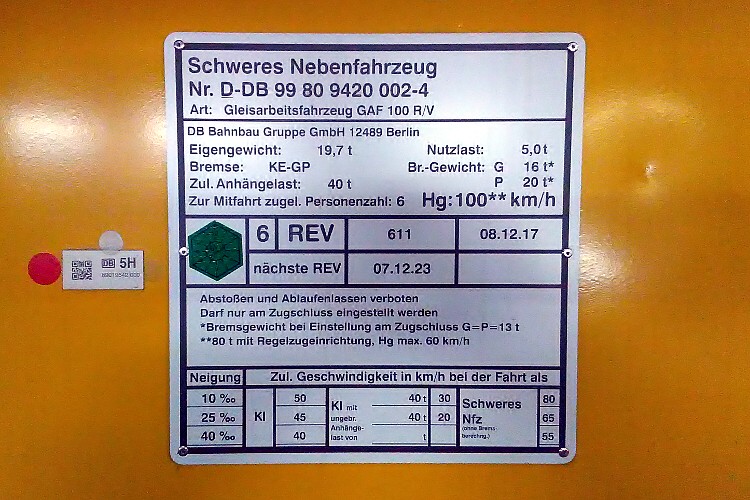 Schweres Nebenfahrzeug
Nr. D-DB 99 80 9420 002-4
Art: Gleisarbeitsfahrzeug GAF 100 R/V
DB Bahnbau Gruppe GmbH 12489 Berlin
Eigengewicht: 19,7 t Nutzlast: 5,0 t
Bremse: KE-GP Br.-Gewicht: G 16 t*
Zul. Anhängelast: 40 t P 20 t*
Zur Mitfahrt zugel. Personenzahl: 6 Hg: 100** km/h
6 REV 611 08.12.17
nächste REV 07.12.23
DB 5H
Abstoßen und Ablaufenlassen verboten
Darf nur am Zugschluss eingestellt werden
*Bremsgewicht bei Einstellung am Zugschluss G=P=13 t
**80 t mit Regelzugeinrichtung, Hg max. 60 km/h
Neigung Zul. Geschwindigkeit in km/h bei der Fahrt als
10 ‰ Kl 50 Kl mit 40 t 30 Schweres 80
25 ‰ 45 ungebr. 40 t 20 Nfz 65
40 ‰ 40 Anhänge-last von t (ohne Brems 55